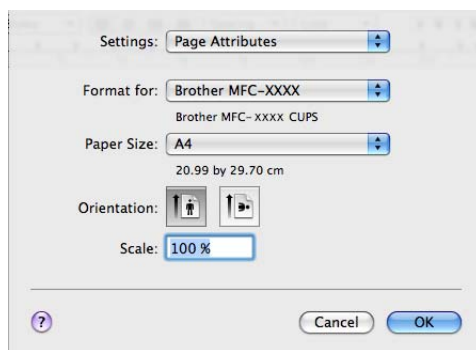 Settings: Page Attributes
Format for: Brother MFC-XXXX
Brother MFC-XXXX CUPS
Paper Size: A4
20.99 by 29.70 cm
Orientation:
Scale: 100 %
? Cancel OK